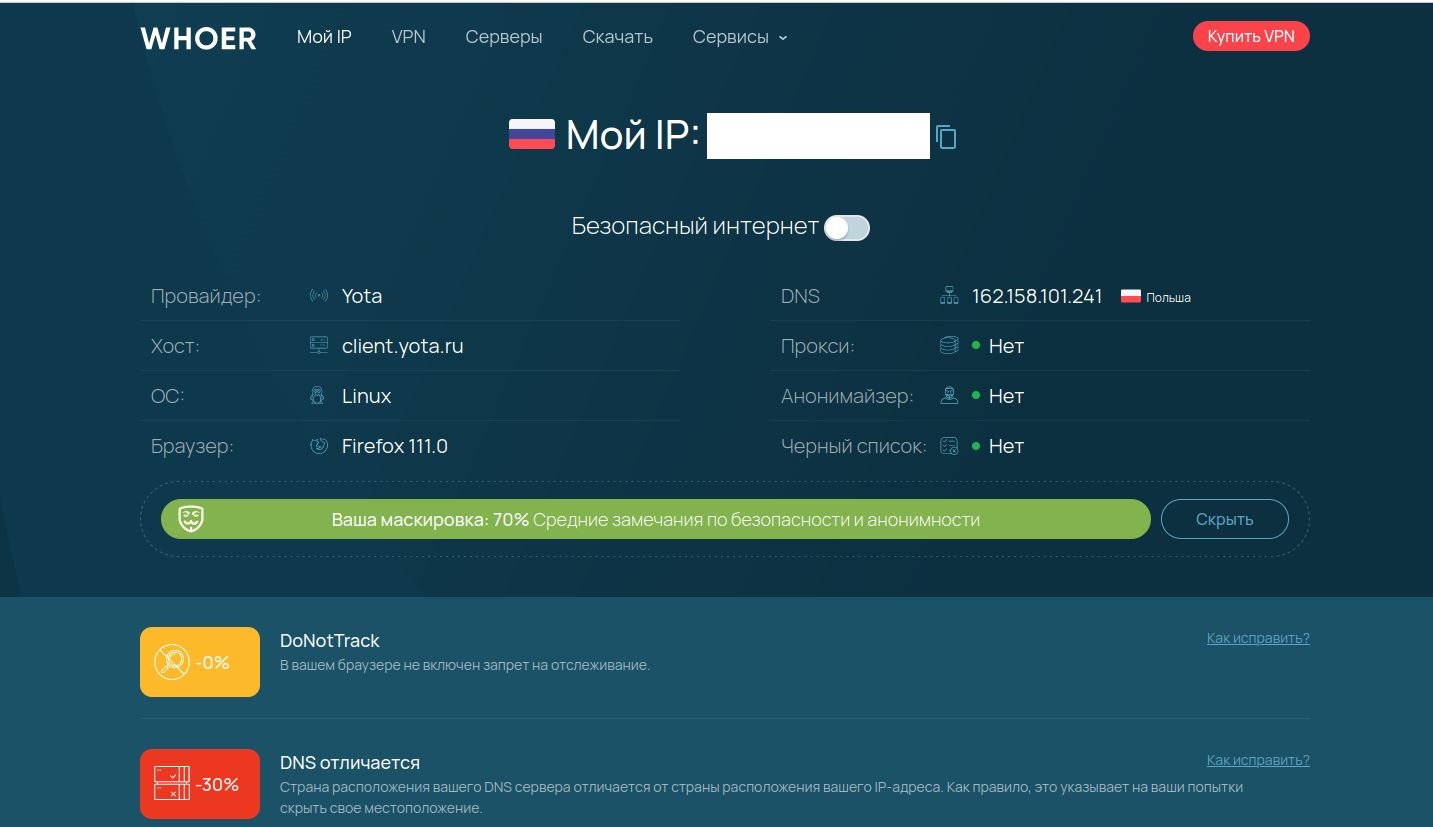 WHOER Мой IP VPN Серверы Скачать Сервисы Купить VPN
Мой IP:
Безопасный интернет
Провайдер: Yota DNS 162.158.101.241 Польша
Хост: client.yota.ru Прокси: Нет
ОС: Linux Анонимайзер: Нет
Браузер: Firefox 111.0 Черный список: Нет
Ваша маскировка: 70% Средние замечания по безопасности и анонимности Скрыть
DoNotTrack Как исправить?
-0%
В вашем браузере не включен запрет на отслеживание.
DNS отличается Как исправить?
-30%
Страна расположения вашего DNS сервера отличается от страны расположения вашего IP-адреса. Как правило, это указывает на ваши попытки
скрыть свое местоположение.